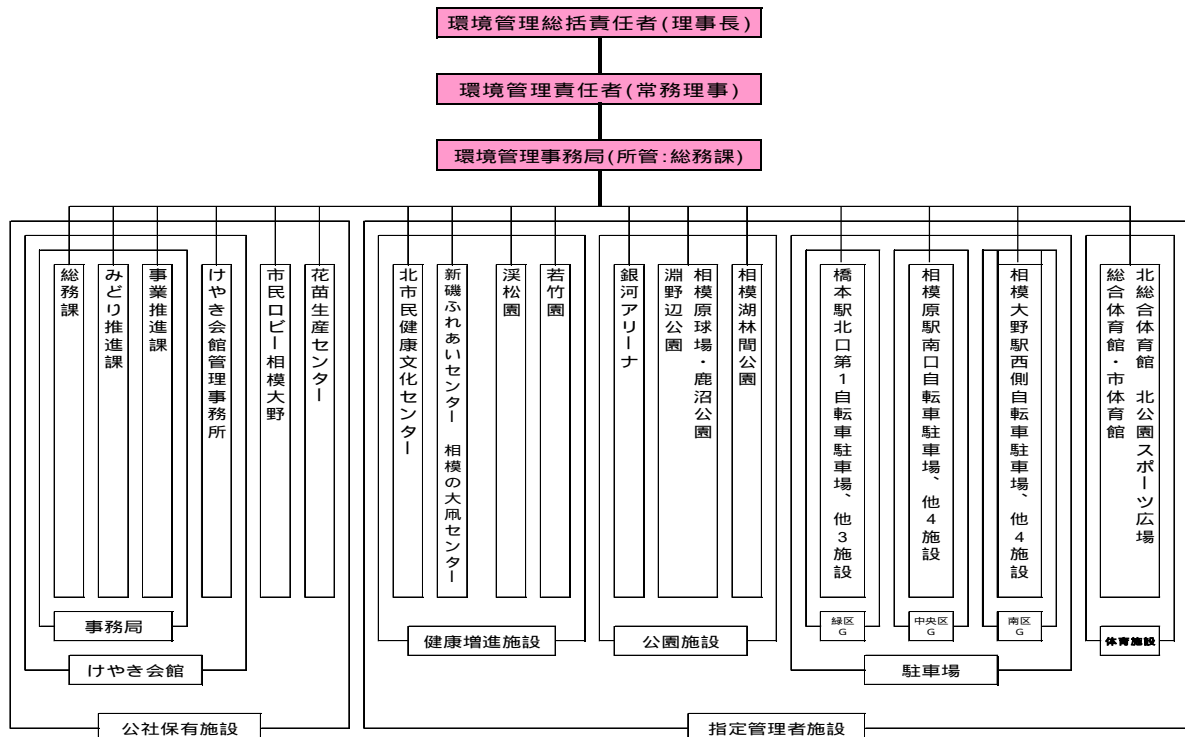 環境管理総括責任者(理事長)
環境管理責任者(常務理事)
環境管理事務局(所管:総務課)
総務課
みどり推進課
事業推進課
けやき会館管理事務所
市民ロビー相模大野
花苗生産センター
北市民健康文化センター
新磯ふれあいセンター 相模の大凧センター
渓松園
若竹園
銀河アリーナ
相模原球場・鹿沼公園
淵野辺公園
相模湖林間公園
橋本駅北口第1自転車駐車場、他3施設
相模原駅南口自転車駐車場、他4施設
相模大野駅西側自転車駐車場、他4施設
北総合体育館 北公園スポーツ広場
総合体育館・市体育館
事務局
けやき会館
公社保有施設
健康増進施設
公園施設
緑区
G
中央区
G
南区
G
駐車場
体育施設
指定管理者施設